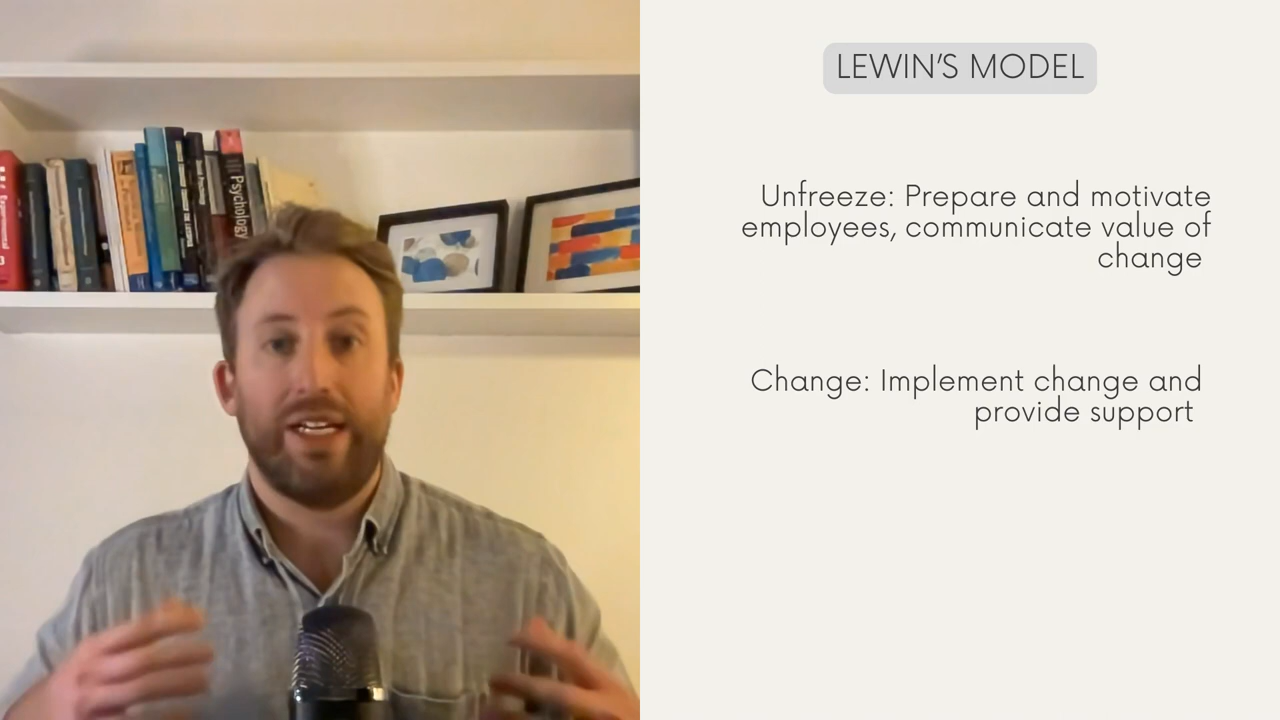 LEWIN'S MODEL
Unfreeze: Prepare and motivate
employees, communicate value of
change
Change: Implement change and
provide support
Psychology